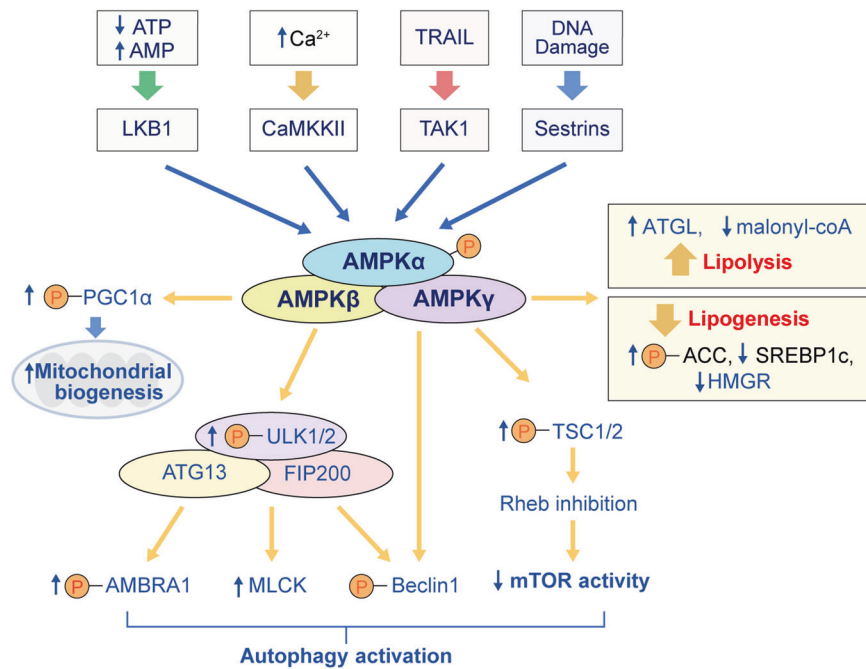 ↓ ATP
↑ AMP
↑Ca²⁺
TRAIL
DNA
Damage
LKB1
CaMKKII
TAK1
Sestrins
AMPKα
P
AMPKβ
AMPKγ
↑ATGL, ↓malonyl-coA
Lipolysis
Lipogenesis
↑ P ACC, ↓ SREBP1c,
↓HMGR
↑ P PGC1α
↑Mitochondrial
biogenesis
↑ P ULK1/2
ATG13
FIP200
↑ P TSC1/2
Rheb inhibition
↑ P AMBRA1
↑MLCK
P Beclin1
↓ mTOR activity
Autophagy activation